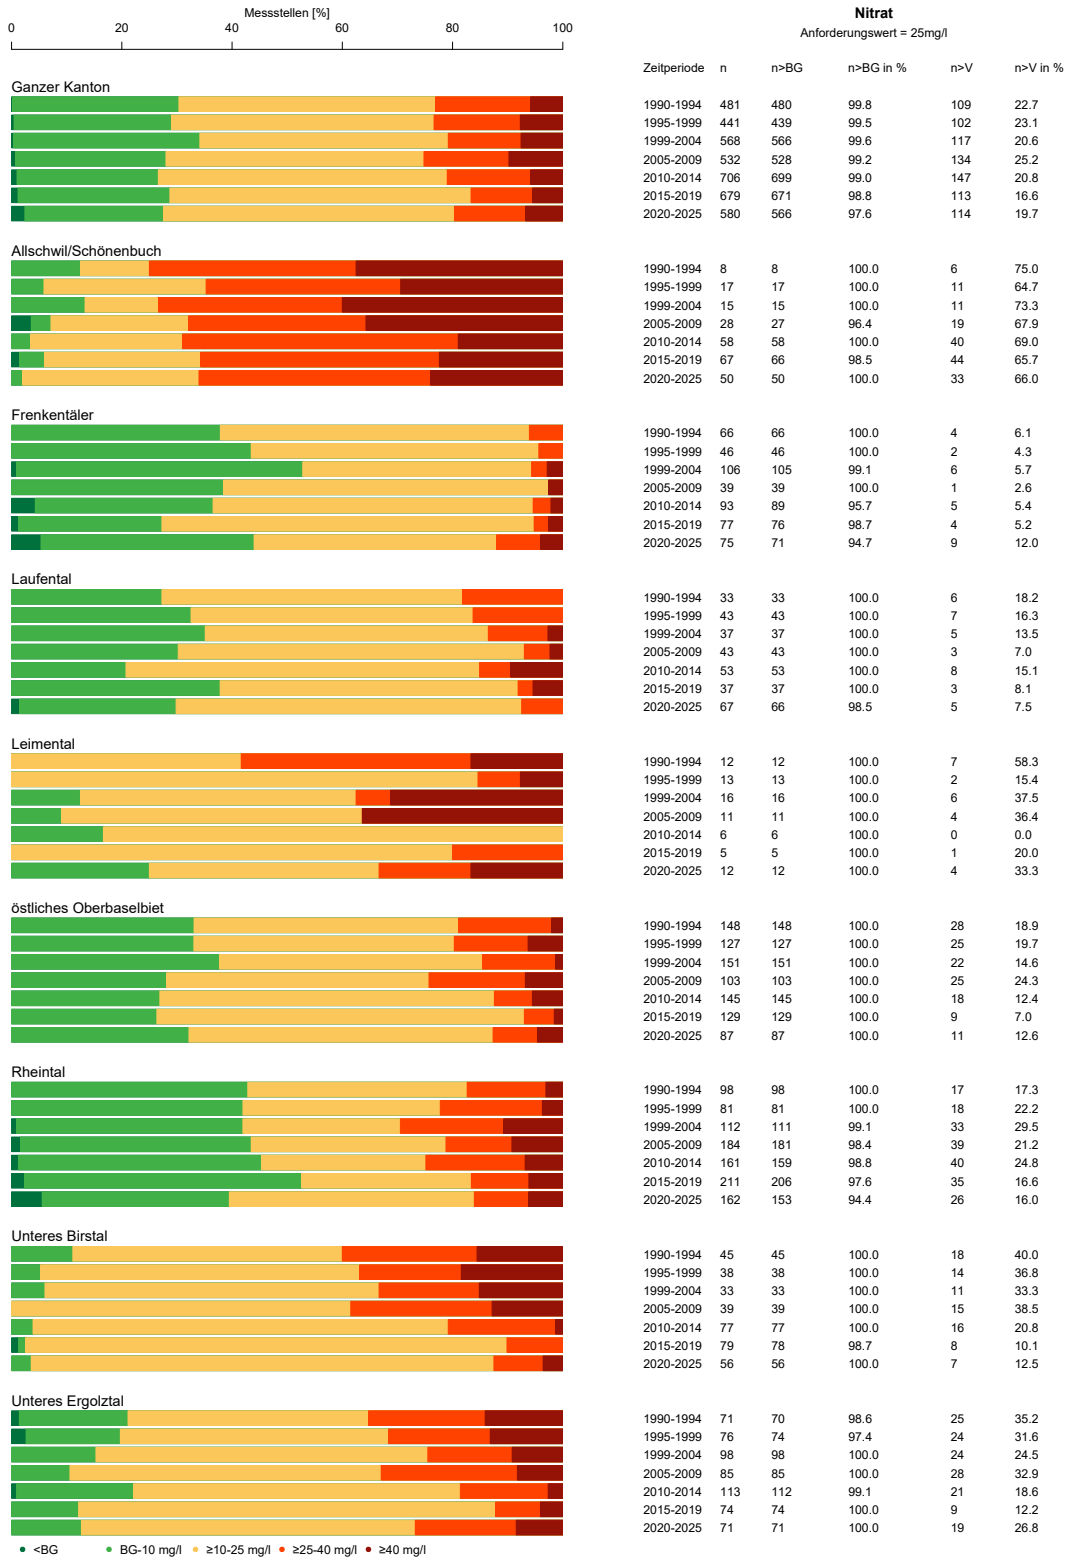 Messstellen [%]
0 20 40 60 80 100
Nitrat
Anforderungswert = 25mg/l
Zeitperiode n n>BG n>BG in % n>V n>V in %
Ganzer Kanton
1990-1994 481 480 99.8 109 22.7
1995-1999 441 439 99.5 102 23.1
1999-2004 568 566 99.6 117 20.6
2005-2009 532 528 99.2 134 25.2
2010-2014 706 699 99.0 147 20.8
2015-2019 679 671 98.8 113 16.6
2020-2025 580 566 97.6 114 19.7
Allschwil/Schönenbuch
1990-1994 8 8 100.0 6 75.0
1995-1999 17 17 100.0 11 64.7
1999-2004 15 15 100.0 11 73.3
2005-2009 28 27 96.4 19 67.9
2010-2014 58 58 100.0 40 69.0
2015-2019 67 66 98.5 44 65.7
2020-2025 50 50 100.0 33 66.0
Frenkentäler
1990-1994 66 66 100.0 4 6.1
1995-1999 46 46 100.0 2 4.3
1999-2004 106 105 99.1 6 5.7
2005-2009 39 39 100.0 1 2.6
2010-2014 93 89 95.7 5 5.4
2015-2019 77 76 98.7 4 5.2
2020-2025 75 71 94.7 9 12.0
Laufental
1990-1994 33 33 100.0 6 18.2
1995-1999 43 43 100.0 7 16.3
1999-2004 37 37 100.0 5 13.5
2005-2009 43 43 100.0 3 7.0
2010-2014 53 53 100.0 8 15.1
2015-2019 37 37 100.0 3 8.1
2020-2025 67 66 98.5 5 7.5
Leimental
1990-1994 12 12 100.0 7 58.3
1995-1999 13 13 100.0 2 15.4
1999-2004 16 16 100.0 6 37.5
2005-2009 11 11 100.0 4 36.4
2010-2014 6 6 100.0 0 0.0
2015-2019 5 5 100.0 1 20.0
2020-2025 12 12 100.0 4 33.3
östliches Oberbaselbiet
1990-1994 148 148 100.0 28 18.9
1995-1999 127 127 100.0 25 19.7
1999-2004 151 151 100.0 22 14.6
2005-2009 103 103 100.0 25 24.3
2010-2014 145 145 100.0 18 12.4
2015-2019 129 129 100.0 9 7.0
2020-2025 87 87 100.0 11 12.6
Rheintal
1990-1994 98 98 100.0 17 17.3
1995-1999 81 81 100.0 18 22.2
1999-2004 112 111 99.1 33 29.5
2005-2009 184 181 98.4 39 21.2
2010-2014 161 159 98.8 40 24.8
2015-2019 211 206 97.6 35 16.6
2020-2025 162 153 94.4 26 16.0
Unteres Birstal
1990-1994 45 45 100.0 18 40.0
1995-1999 38 38 100.0 14 36.8
1999-2004 33 33 100.0 11 33.3
2005-2009 39 39 100.0 15 38.5
2010-2014 77 77 100.0 16 20.8
2015-2019 79 78 98.7 8 10.1
2020-2025 56 56 100.0 7 12.5
Unteres Ergolztal
1990-1994 71 70 98.6 25 35.2
1995-1999 76 74 97.4 24 31.6
1999-2004 98 98 100.0 24 24.5
2005-2009 85 85 100.0 28 32.9
2010-2014 113 112 99.1 21 18.6
2015-2019 74 74 100.0 9 12.2
2020-2025 71 71 100.0 19 26.8
<BG BG-10 mg/l ≥10-25 mg/l ≥25-40 mg/l ≥40 mg/l